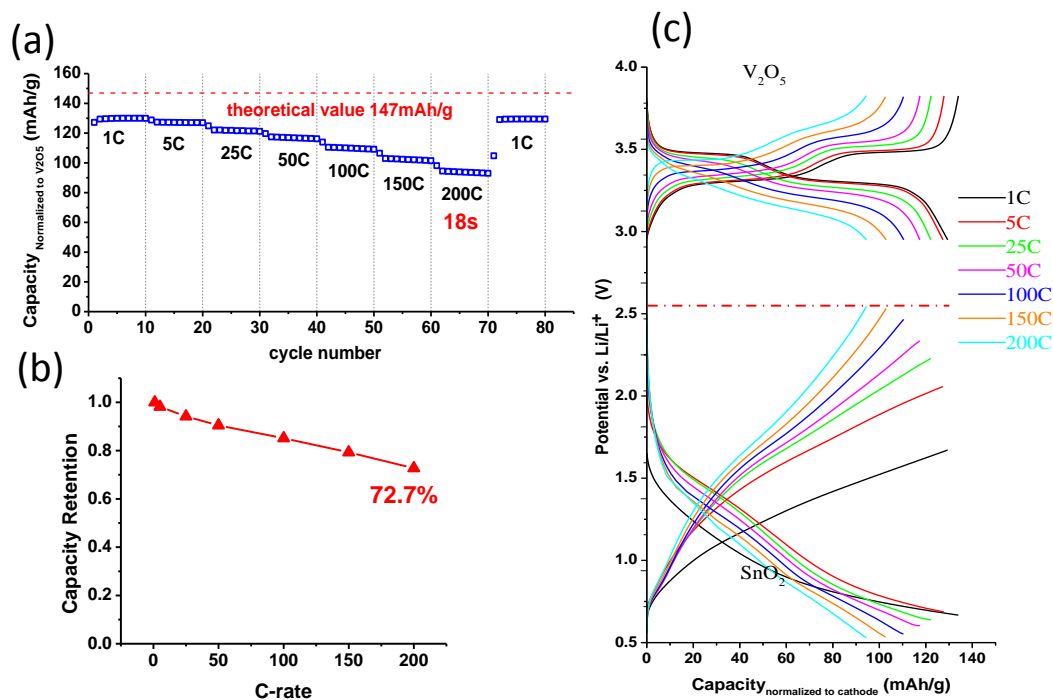 (a)
Capacity Normalized to V2O5 (mAh/g)
160
140
120
100
80
60
40
20
0
theoretical value 147mAh/g
1C
5C
25C
50C
100C
150C
200C
18s
1C
0 10 20 30 40 50 60 70 80
cycle number
(b)
Capacity Retention
1.0
0.8
0.6
0.4
0.2
0.0
72.7%
0 50 100 150 200
C-rate
(c)
V2O5
Potential vs. Li/Li+ (V)
4.0
3.5
3.0
2.5
2.0
1.5
1.0
0.5
SnO2
1C
5C
25C
50C
100C
150C
200C
0 20 40 60 80 100 120 140
Capacity normalized to cathode (mAh/g)